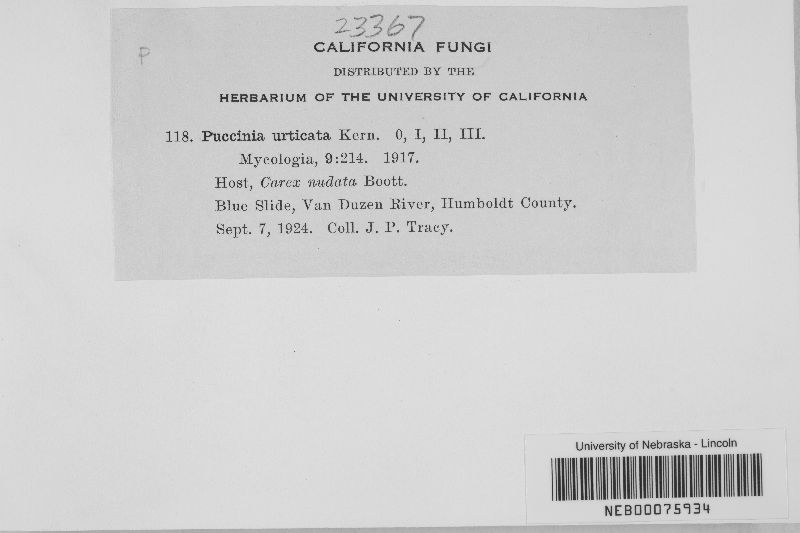 23367
P
CALIFORNIA FUNGI
DISTRIBUTED BY THE
HERBARIUM OF THE UNIVERSITY OF CALIFORNIA
118. Puccinia urticata Kern. 0, I, II, III.
Mycologia, 9:214. 1917.
Host, Carex nudata Boott.
Blue Slide, Van Duzen River, Humboldt County.
Sept. 7, 1924. Coll. J. P. Tracy.
University of Nebraska - Lincoln
NEB00075934